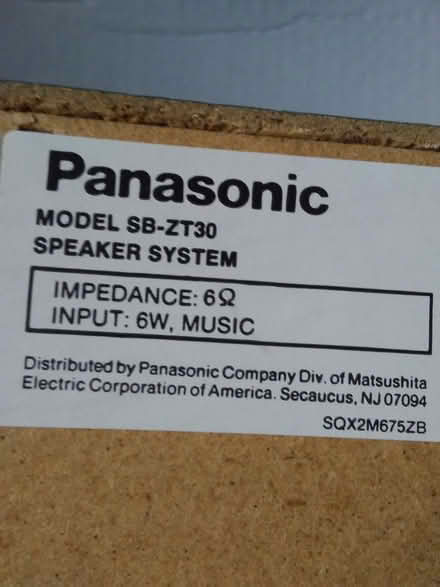 Panasonic
MODEL SB-ZT30
SPEAKER SYSTEM
IMPEDANCE: 6Ω
INPUT: 6W, MUSIC
Distributed by Panasonic Company Div. of Matsushita
Electric Corporation of America. Secaucus, NJ 07094
SQX2M675ZB